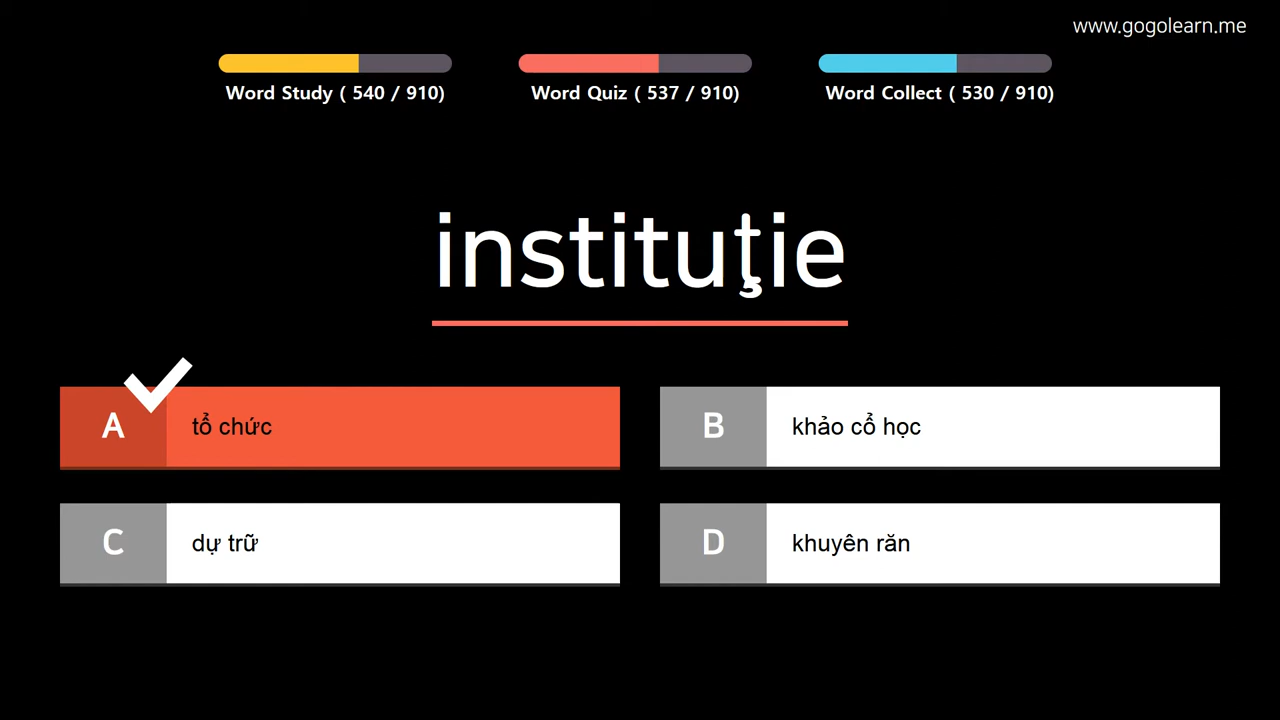 www.gogolearn.me
Word Study ( 540 / 910)
Word Quiz ( 537 / 910)
Word Collect ( 530 / 910)
instituţie
A tổ chức
B khảo cổ học
C dự trữ
D khuyên răn